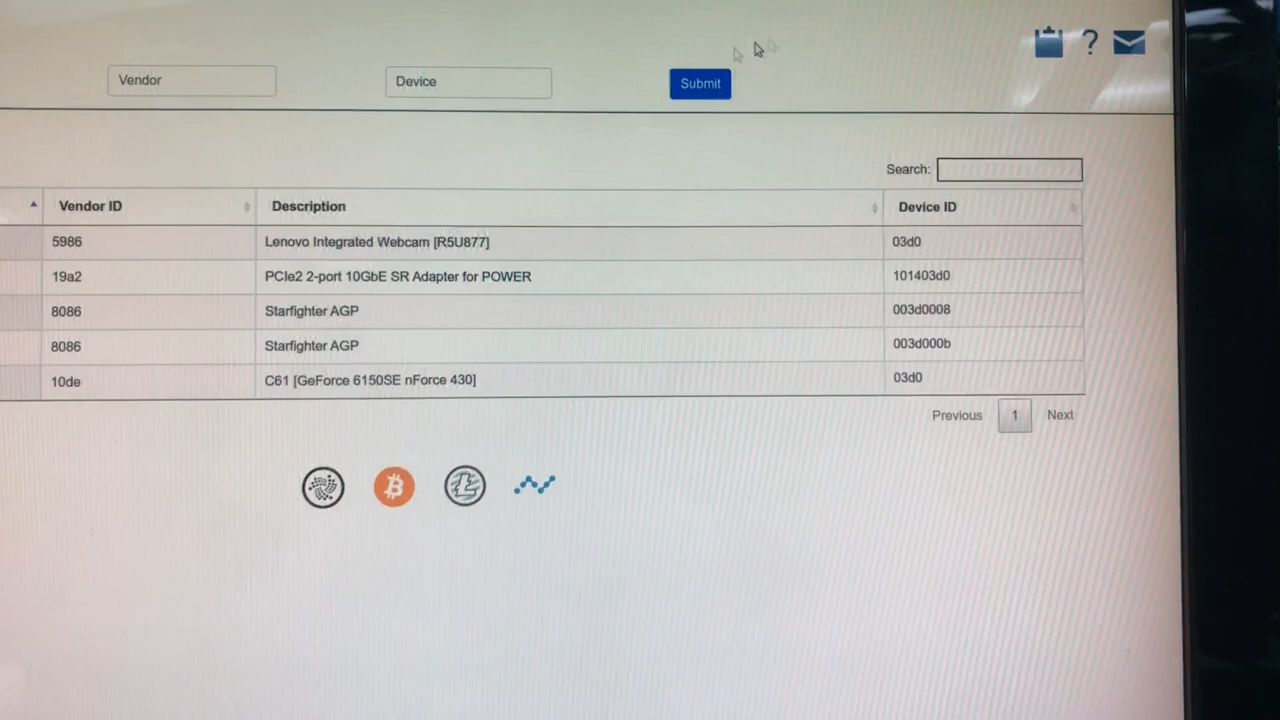 Vendor
Device
Submit
?
Search:
Vendor ID Description Device ID
5986 Lenovo Integrated Webcam [R5U877] 03d0
19a2 PCIe2 2-port 10GbE SR Adapter for POWER 101403d0
8086 Starfighter AGP 003d0008
8086 Starfighter AGP 003d000b
10de C61 [GeForce 6150SE nForce 430] 03d0
Previous 1 Next